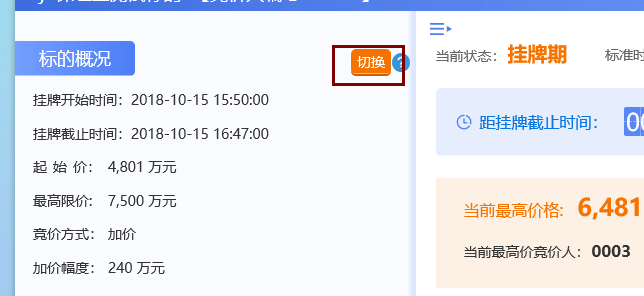 标的概况
切换 ?
挂牌开始时间：2018-10-15 15:50:00
挂牌截止时间：2018-10-15 16:47:00
起 始 价： 4,801 万元
最高限价： 7,500 万元
竞价方式： 加价
加价幅度： 240 万元
当前状态：挂牌期 标准时
距挂牌截止时间：
当前最高价格: 6,481
当前最高价竞价人：0003